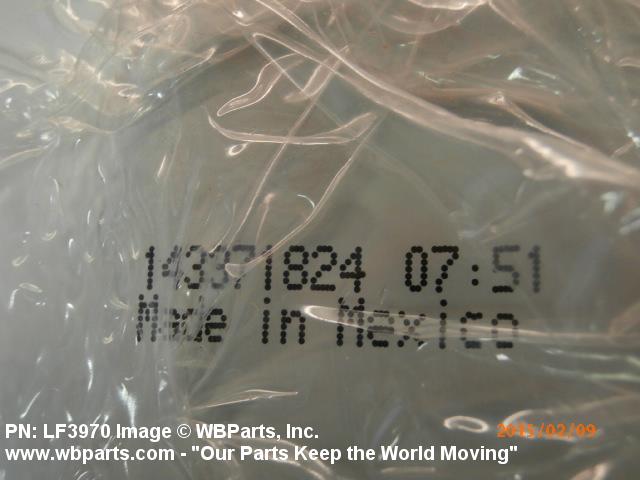 143371824 07:51
Made in Mexico
PN: LF3970 Image © WBParts, Inc.
2015/02/09
www.wbparts.com - "Our Parts Keep the World Moving"